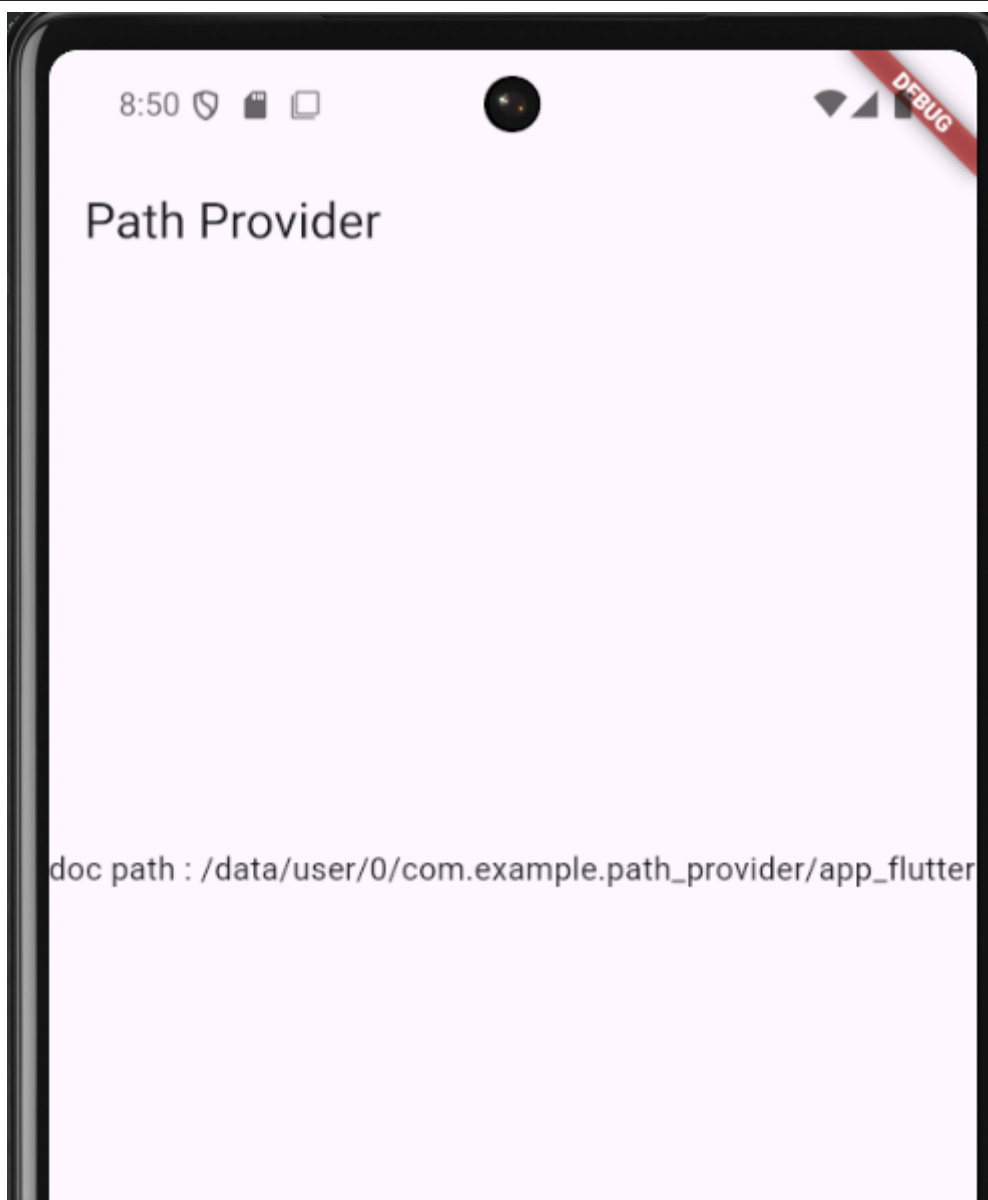 8:50
DEBUG
Path Provider
doc path : /data/user/0/com.example.path_provider/app_flutter